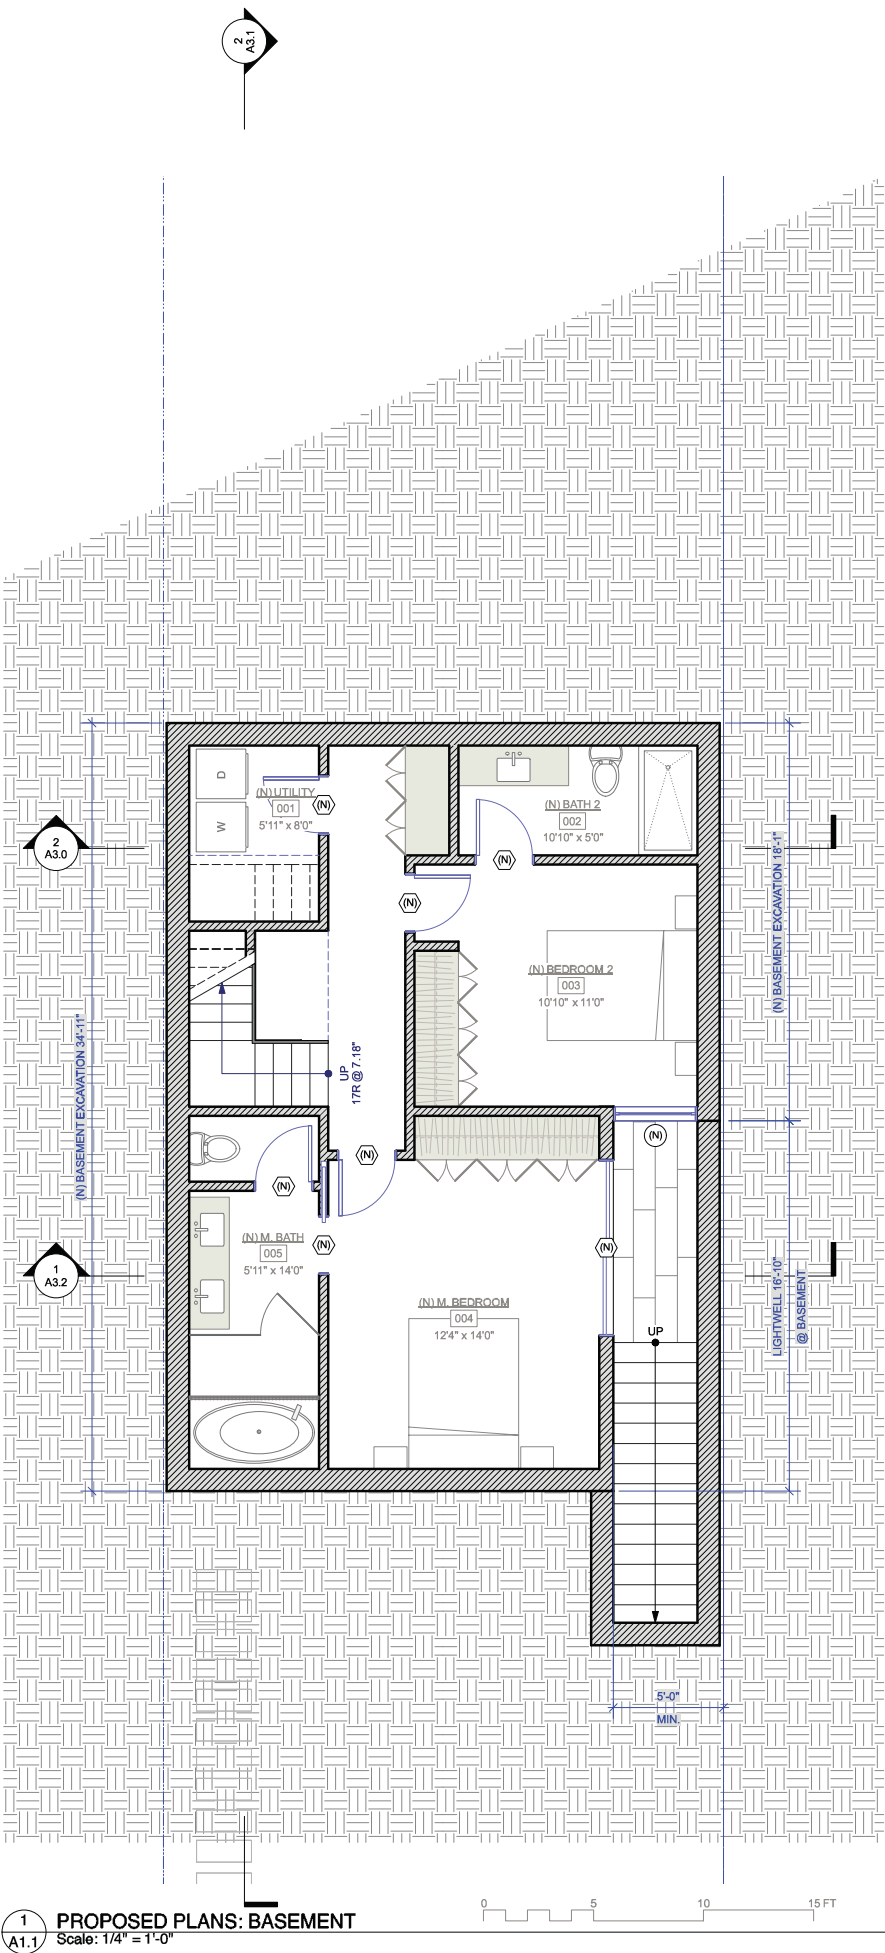 2
A3.1
D
W
(N) UTILITY
001
5'11" x 8'0"
(N)
(N) BATH 2
002
10'10" x 5'0"
(N)
2
A3.0
(N) BASEMENT EXCAVATION 18'-1"
(N)
(N) BEDROOM 2
003
10'10" x 11'0"
(N) BASEMENT EXCAVATION 34'-11"
UP
17R @ 7.18"
(N)
(N)
(N)
(N) M. BATH
005
5'11" x 14'0"
(N)
(N)
1
A3.2
(N) M. BEDROOM
004
12'4" x 14'0"
UP
LIGHTWELL 16'-10"
@ BASEMENT
5'-0"
MIN.
0 5 10 15 FT
1
A1.1
PROPOSED PLANS: BASEMENT
Scale: 1/4" = 1'-0"